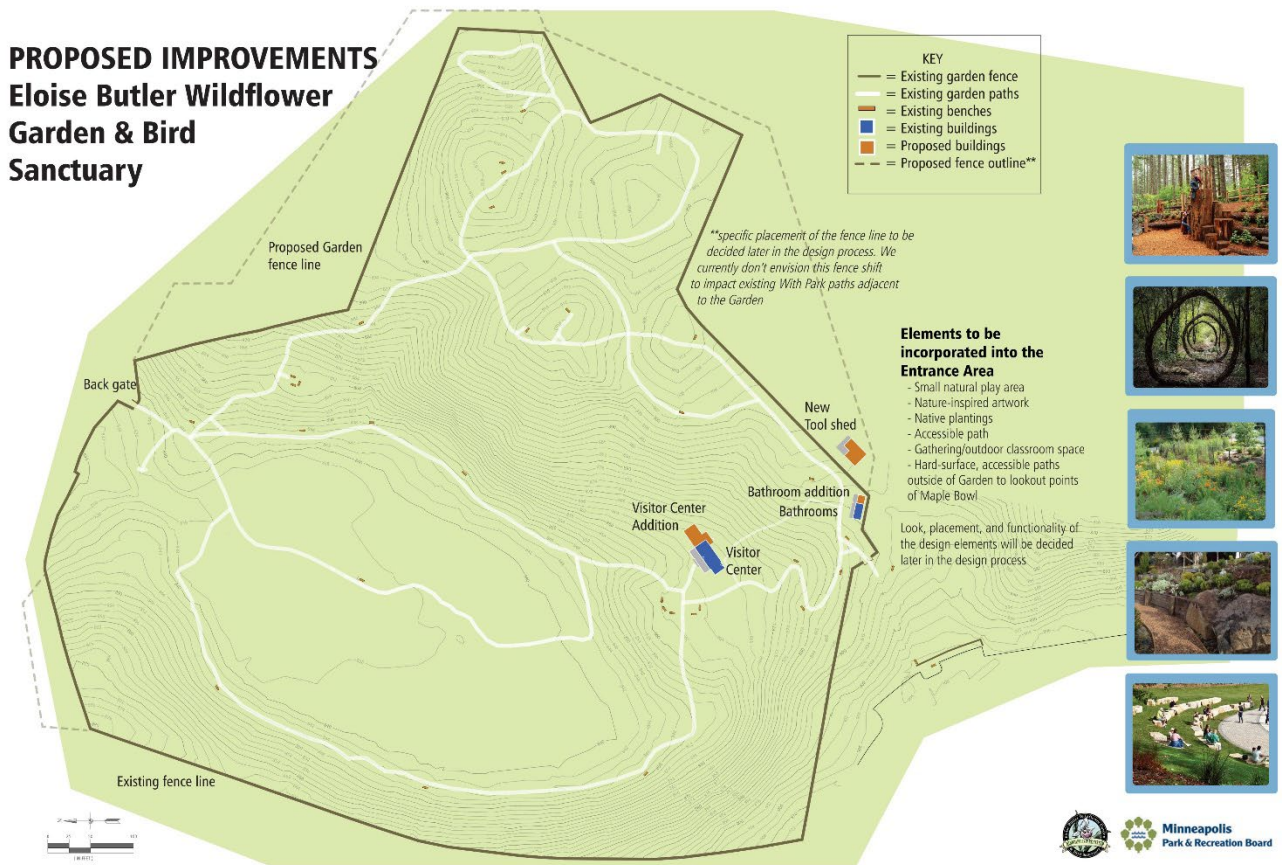 PROPOSED IMPROVEMENTS
Eloise Butler Wildflower
Garden & Bird
Sanctuary
KEY
= Existing garden fence
= Existing garden paths
= Existing benches
= Existing buildings
= Proposed buildings
= Proposed fence outline**
Proposed Garden
fence line
**specific placement of the fence line to be
decided later in the design process. We
currently don't envision this fence shift
to impact existing With Park paths adjacent
to the Garden
Back gate
Elements to be
incorporated into the
Entrance Area
- Small natural play area
- Nature-inspired artwork
- Native plantings
- Accessible path
- Gathering/outdoor classroom space
- Hard-surface, accessible paths
outside of Garden to lookout points
of Maple Bowl
Look, placement, and functionality of
the design elements will be decided
later in the design process
New
Tool shed
Bathroom addition
Bathrooms
Visitor Center
Addition
Visitor
Center
Existing fence line
Minneapolis
Park & Recreation Board